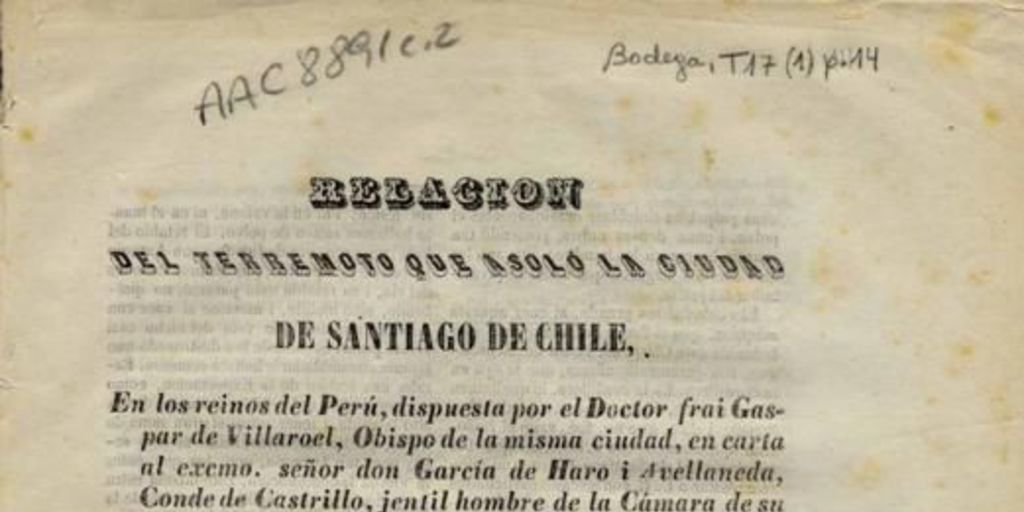 AAC 8891 c.2
Bodega, T17 (1) p.14
RELACION
DEL TERREMOTO QUE ASOLÓ LA CIUDAD
DE SANTIAGO DE CHILE,
En los reinos del Perú, dispuesta por el Doctor frai Gas-
par de Villaroel, Obispo de la misma ciudad, en carta
al excmo. señor don García de Haro i Avellaneda,
Conde de Castrillo, jentil hombre de la Cámara de su